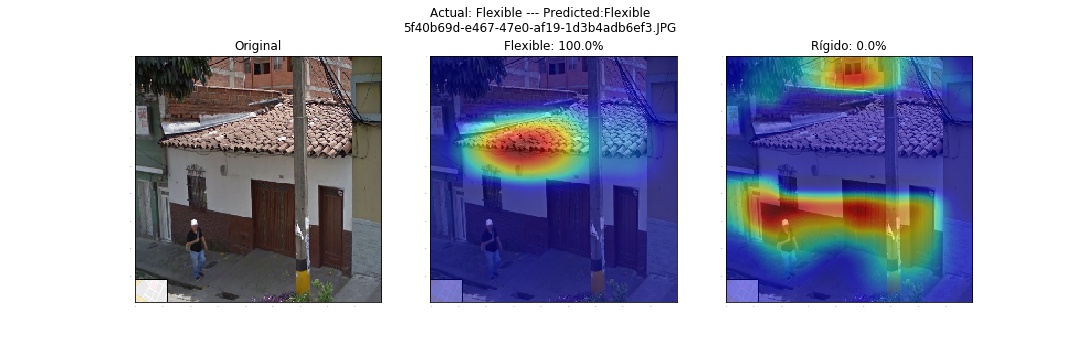 Actual: Flexible --- Predicted:Flexible
5f40b69d-e467-47e0-af19-1d3b4adb6ef3.JPG
Original
Flexible: 100.0%
Rígido: 0.0%